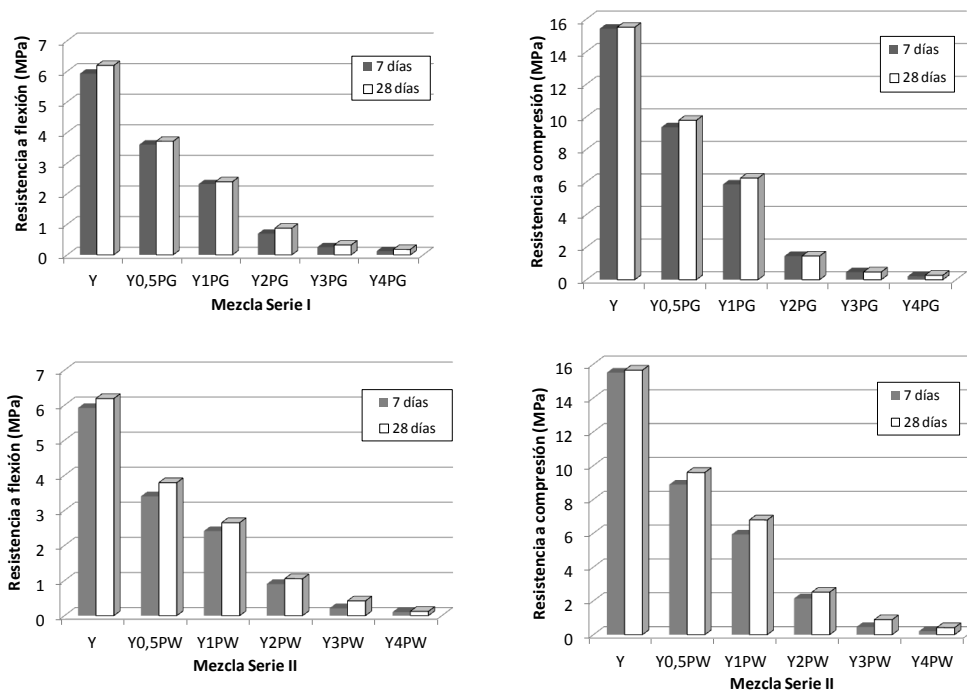 Resistencia a flexión (MPa)
7
6
5
4
3
2
1
0
7 días
28 días
Y Y0,5PG Y1PG Y2PG Y3PG Y4PG
Mezcla Serie I
Resistencia a compresión (MPa)
16
14
12
10
8
6
4
2
0
7 días
28 días
Y Y0,5PG Y1PG Y2PG Y3PG Y4PG
Resistencia a flexión (MPa)
7
6
5
4
3
2
1
0
7 días
28 días
Y Y0,5PW Y1PW Y2PW Y3PW Y4PW
Mezcla Serie II
Resistencia a compresión (MPa)
16
14
12
10
8
6
4
2
0
7 días
28 días
Y Y0,5PW Y1PW Y2PW Y3PW Y4PW
Mezcla Serie II